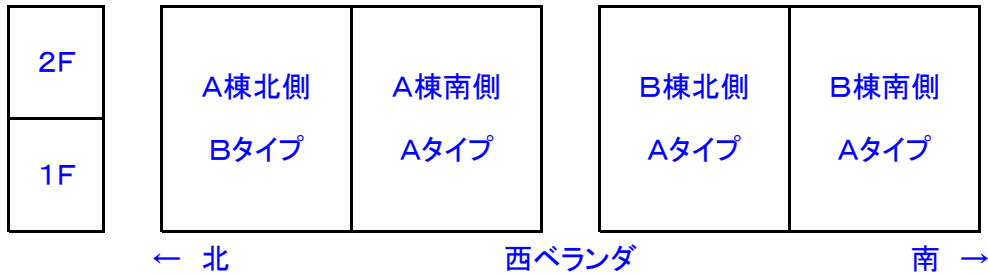 2F
1F
A棟北側
Bタイプ
A棟南側
Aタイプ
B棟北側
Aタイプ
B棟南側
Aタイプ
← 北
西ベランダ
南 →